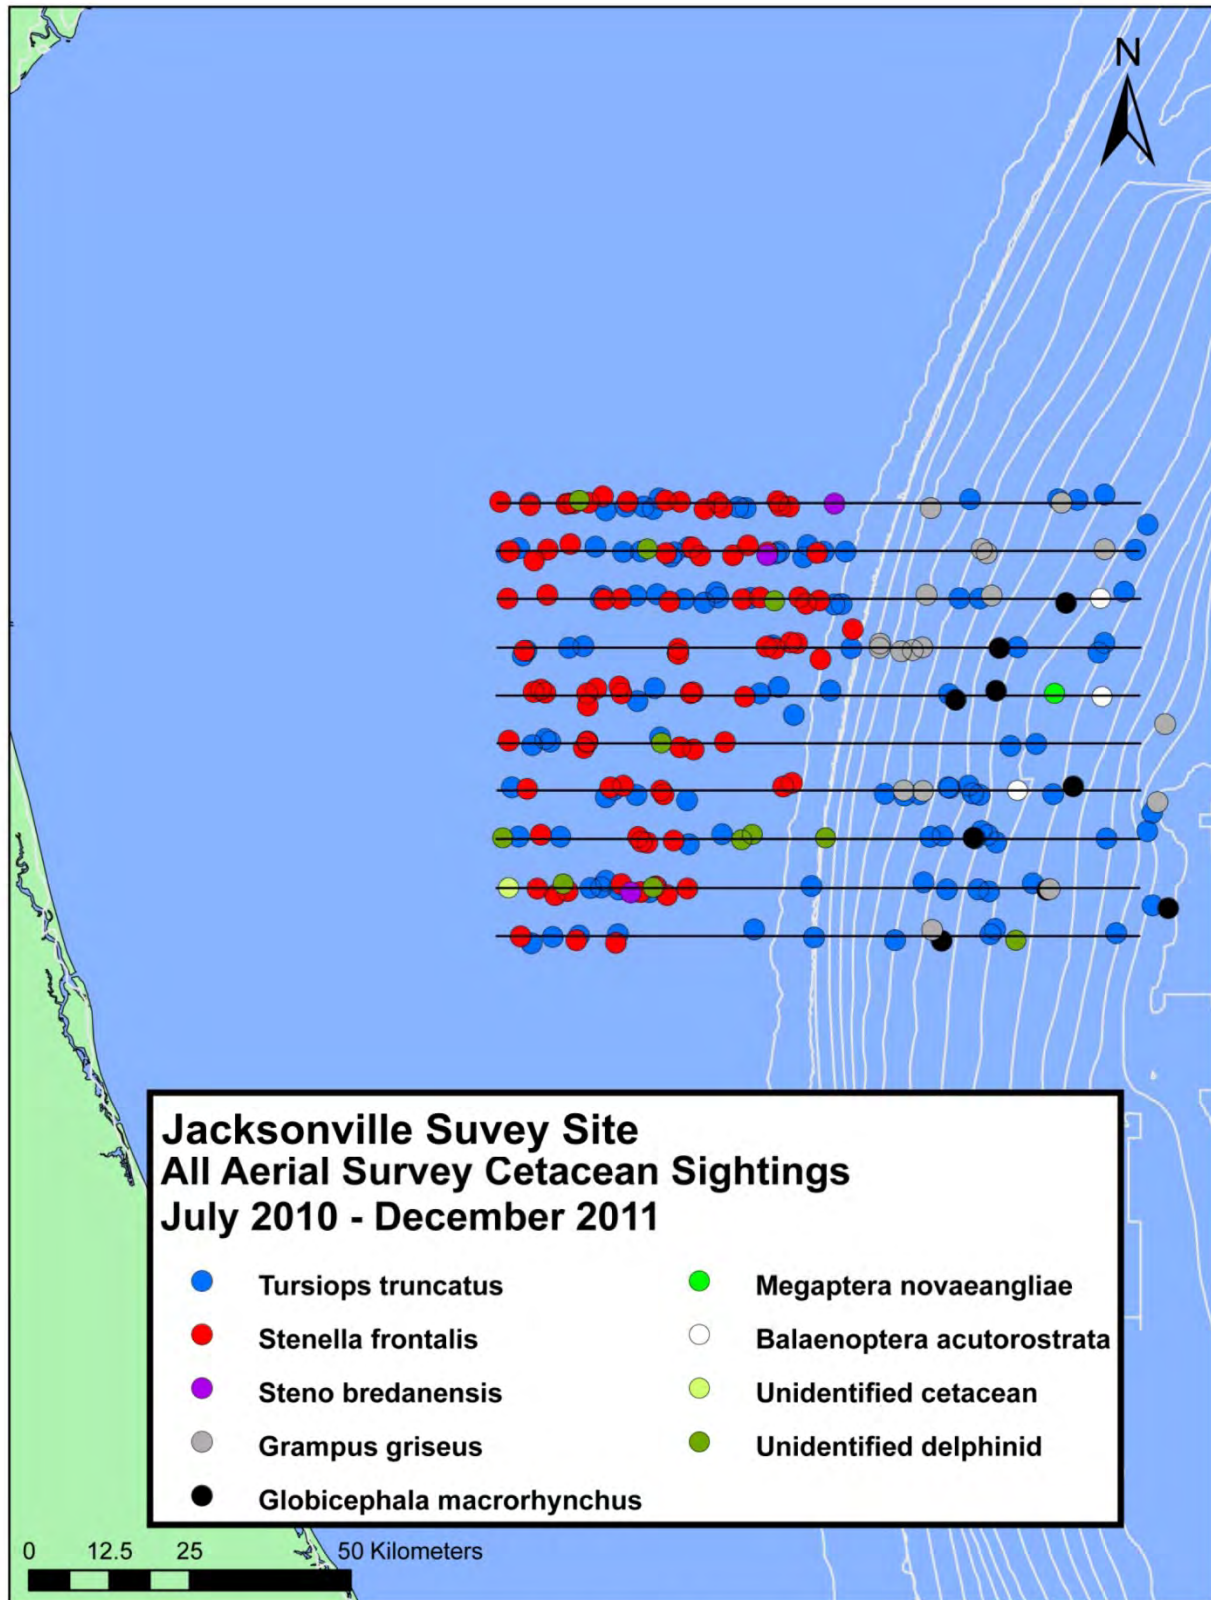 N
Jacksonville Suvey Site
All Aerial Survey Cetacean Sightings
July 2010 - December 2011
Tursiops truncatus
Stenella frontalis
Steno bredanensis
Grampus griseus
Globicephala macrorhynchus
Megaptera novaeangliae
Balaenoptera acutorostrata
Unidentified cetacean
Unidentified delphinid
0 12.5 25 50 Kilometers